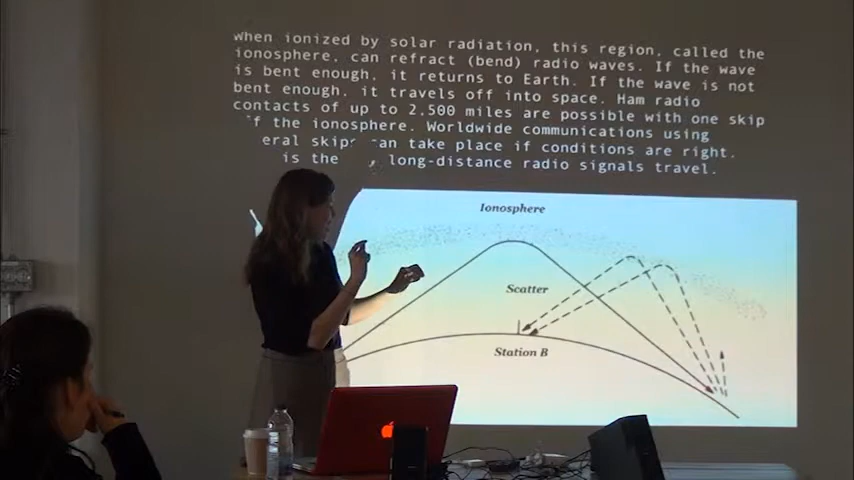 when ionized by solar radiation, this region, called the
ionosphere, can refract (bend) radio waves. If the wave
is bent enough, it returns to Earth. If the wave is not
bent enough, it travels off into space. Ham radio
contacts of up to 2,500 miles are possible with one skip
f the ionosphere. Worldwide communications using
eral skips can take place if conditions are right.
is the long-distance radio signals travel.
Ionosphere
Scatter
Station B